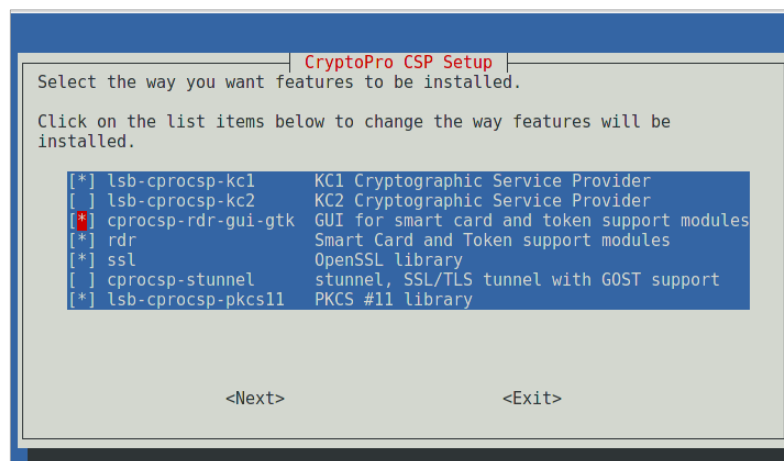 CryptoPro CSP Setup
Select the way you want features to be installed.
Click on the list items below to change the way features will be
installed.
[*] lsb-cprocsp-kc1 KC1 Cryptographic Service Provider
[ ] lsb-cprocsp-kc2 KC2 Cryptographic Service Provider
[*] cprocsp-rdr-gui-gtk GUI for smart card and token support modules
[*] rdr Smart Card and Token support modules
[*] ssl OpenSSL library
[ ] cprocsp-stunnel stunnel, SSL/TLS tunnel with GOST support
[*] lsb-cprocsp-pkcs11 PKCS #11 library
<Next> <Exit>